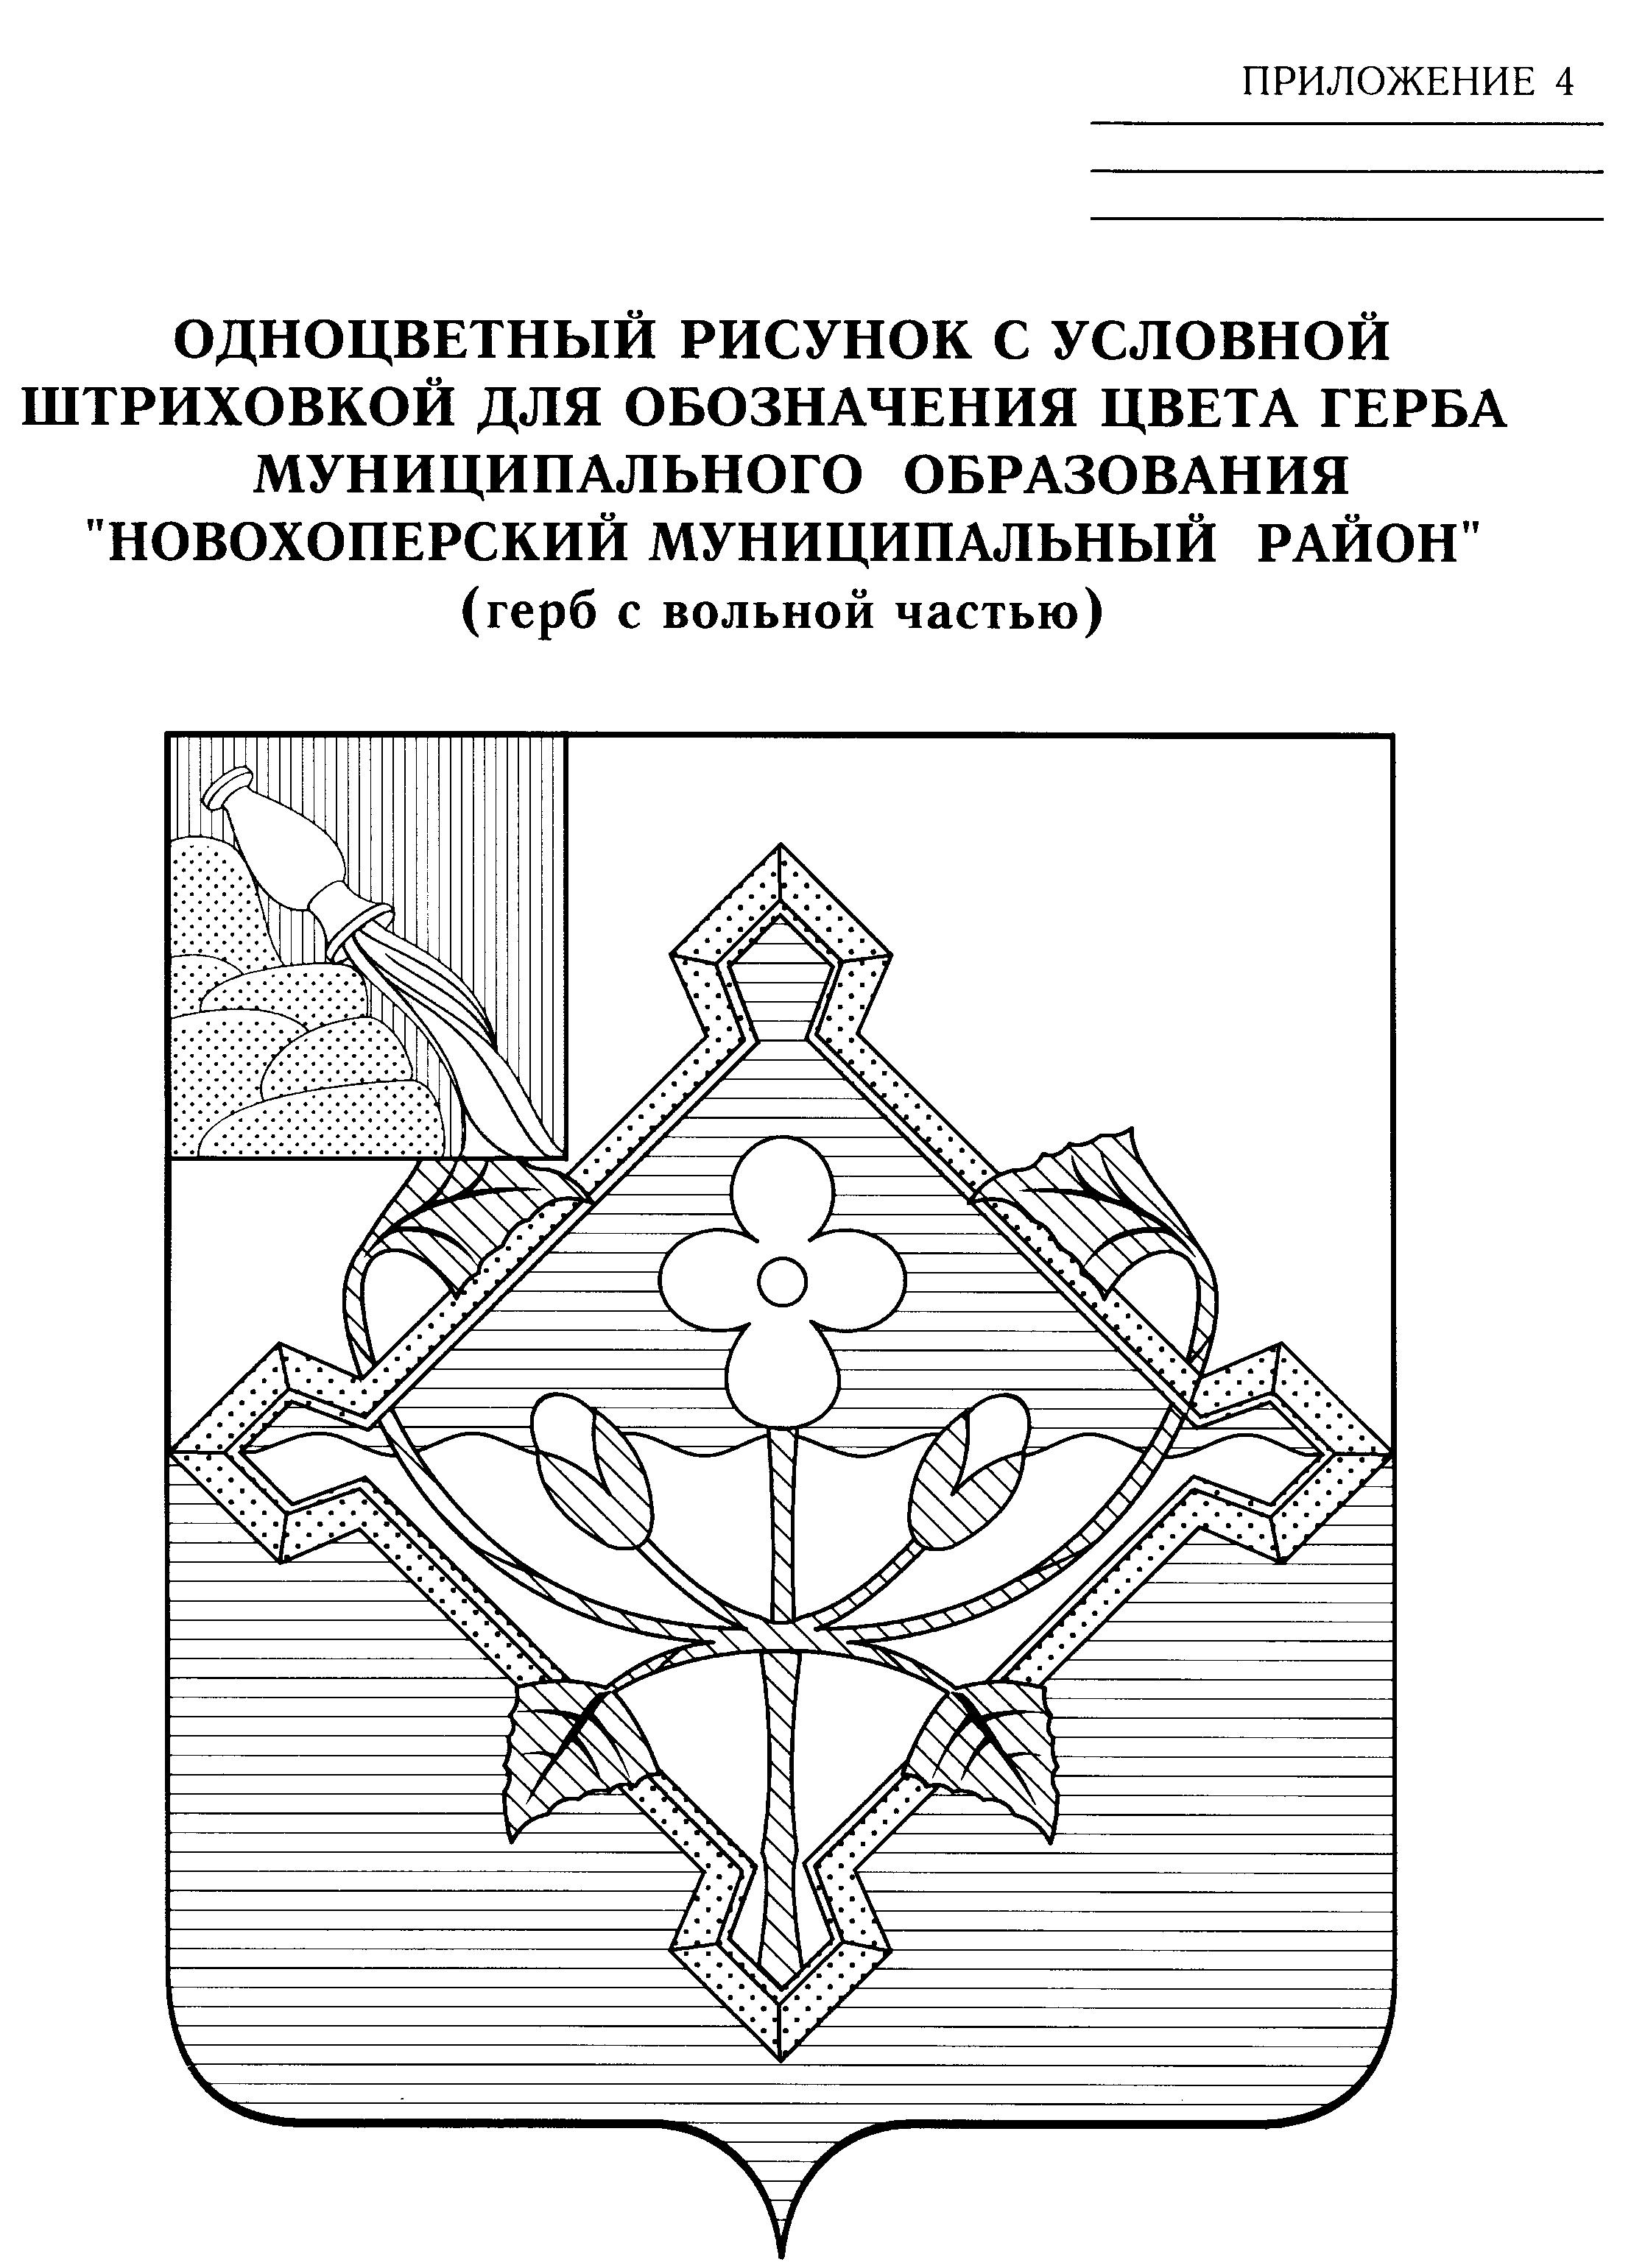 ПРИЛОЖЕНИЕ 4
ОДНОЦВЕТНЫЙ РИСУНОК С УСЛОВНОЙ
ШТРИХОВКОЙ ДЛЯ ОБОЗНАЧЕНИЯ ЦВЕТА ГЕРБА
МУНИЦИПАЛЬНОГО ОБРАЗОВАНИЯ
"НОВОХОПЕРСКИЙ МУНИЦИПАЛЬНЫЙ РАЙОН"
(герб с вольной частью)